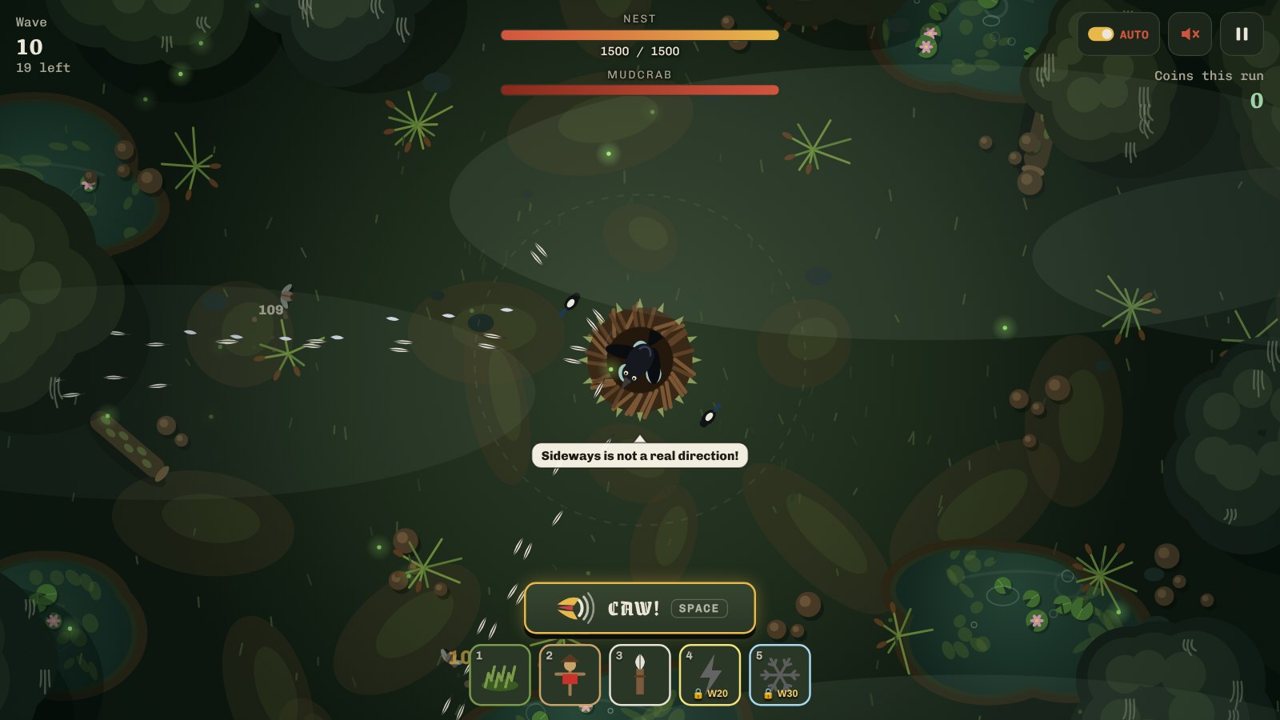 Wave
10
19 left
NEST
1500 / 1500
MUDCRAB
AUTO
Coins this run
0
109
Sideways is not a real direction!
CAW! SPACE
10
1
2
3
4
W20
5
W30